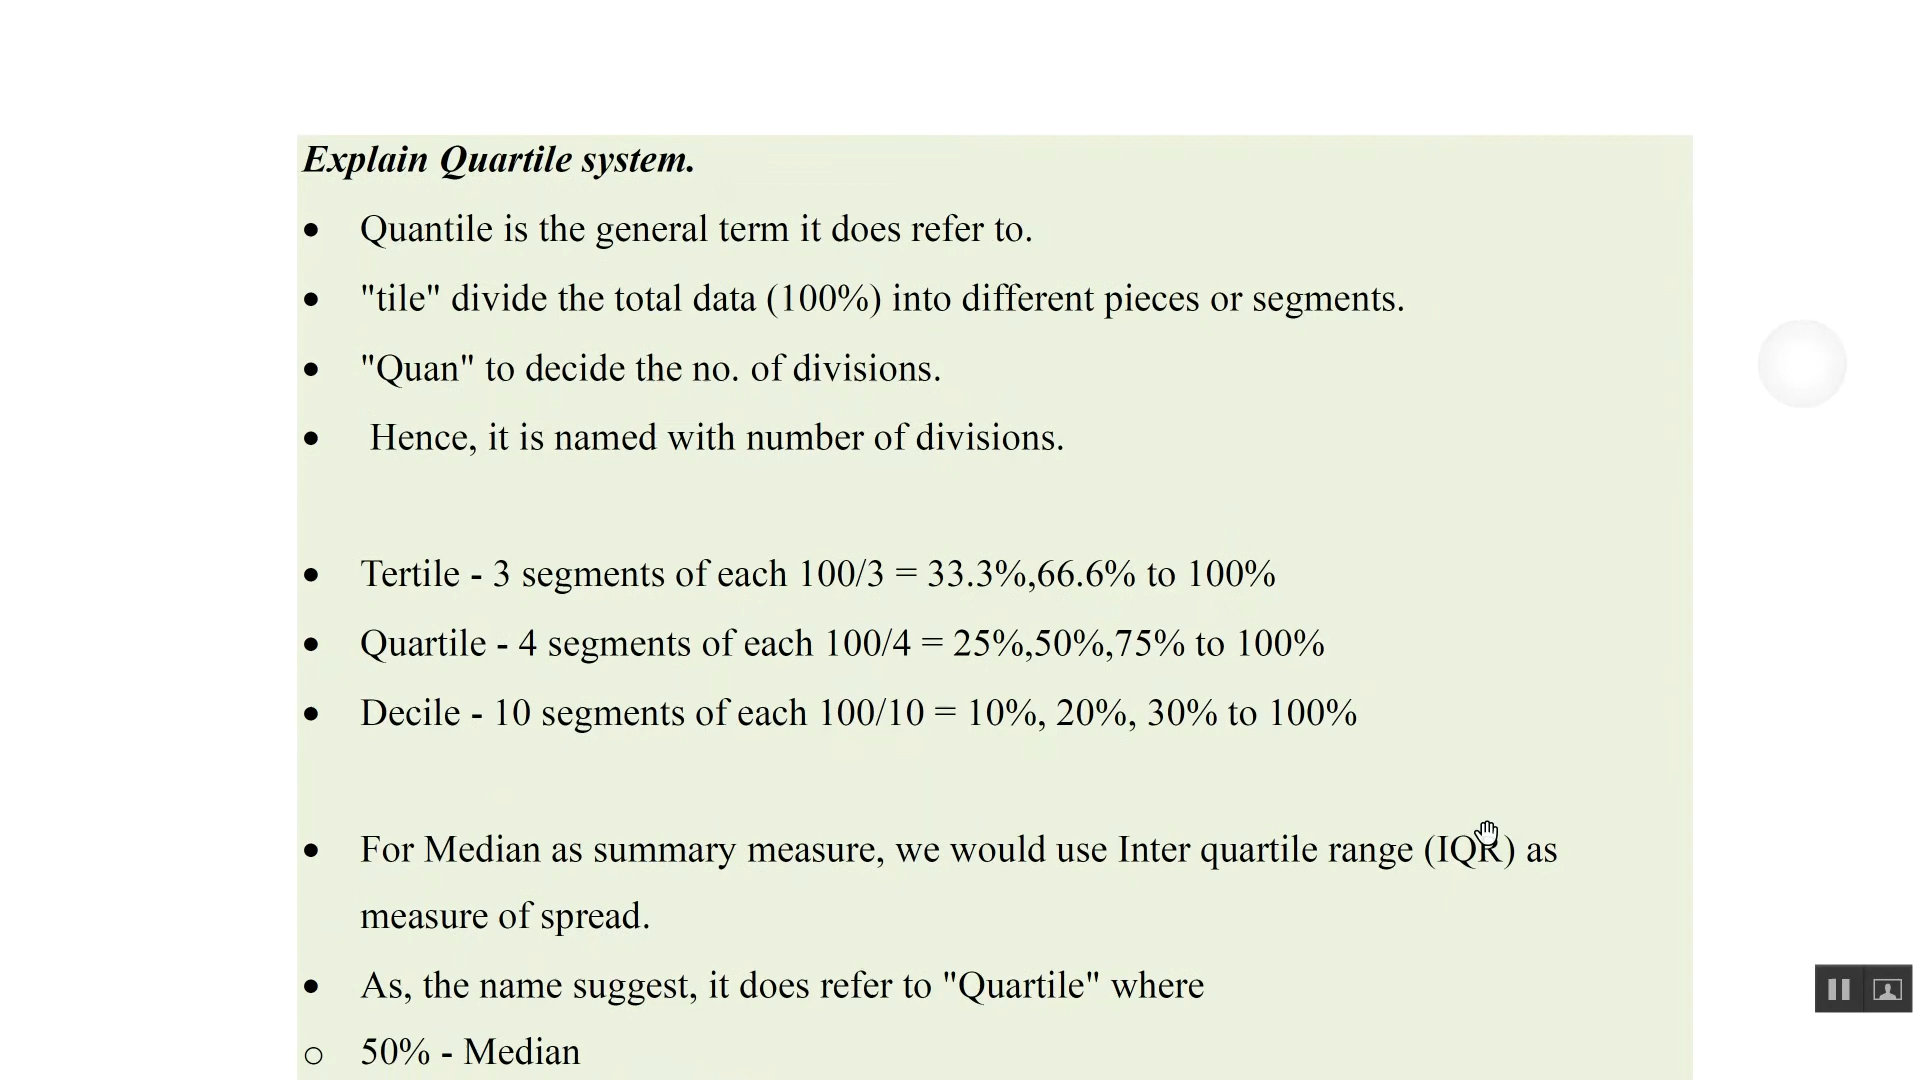 Explain Quartile system.
• Quantile is the general term it does refer to.
• "tile" divide the total data (100%) into different pieces or segments.
• "Quan" to decide the no. of divisions.
• Hence, it is named with number of divisions.
• Tertile - 3 segments of each 100/3 = 33.3%,66.6% to 100%
• Quartile - 4 segments of each 100/4 = 25%,50%,75% to 100%
• Decile - 10 segments of each 100/10 = 10%, 20%, 30% to 100%
• For Median as summary measure, we would use Inter quartile range (IQR) as
measure of spread.
• As, the name suggest, it does refer to "Quartile" where
o 50% - Median